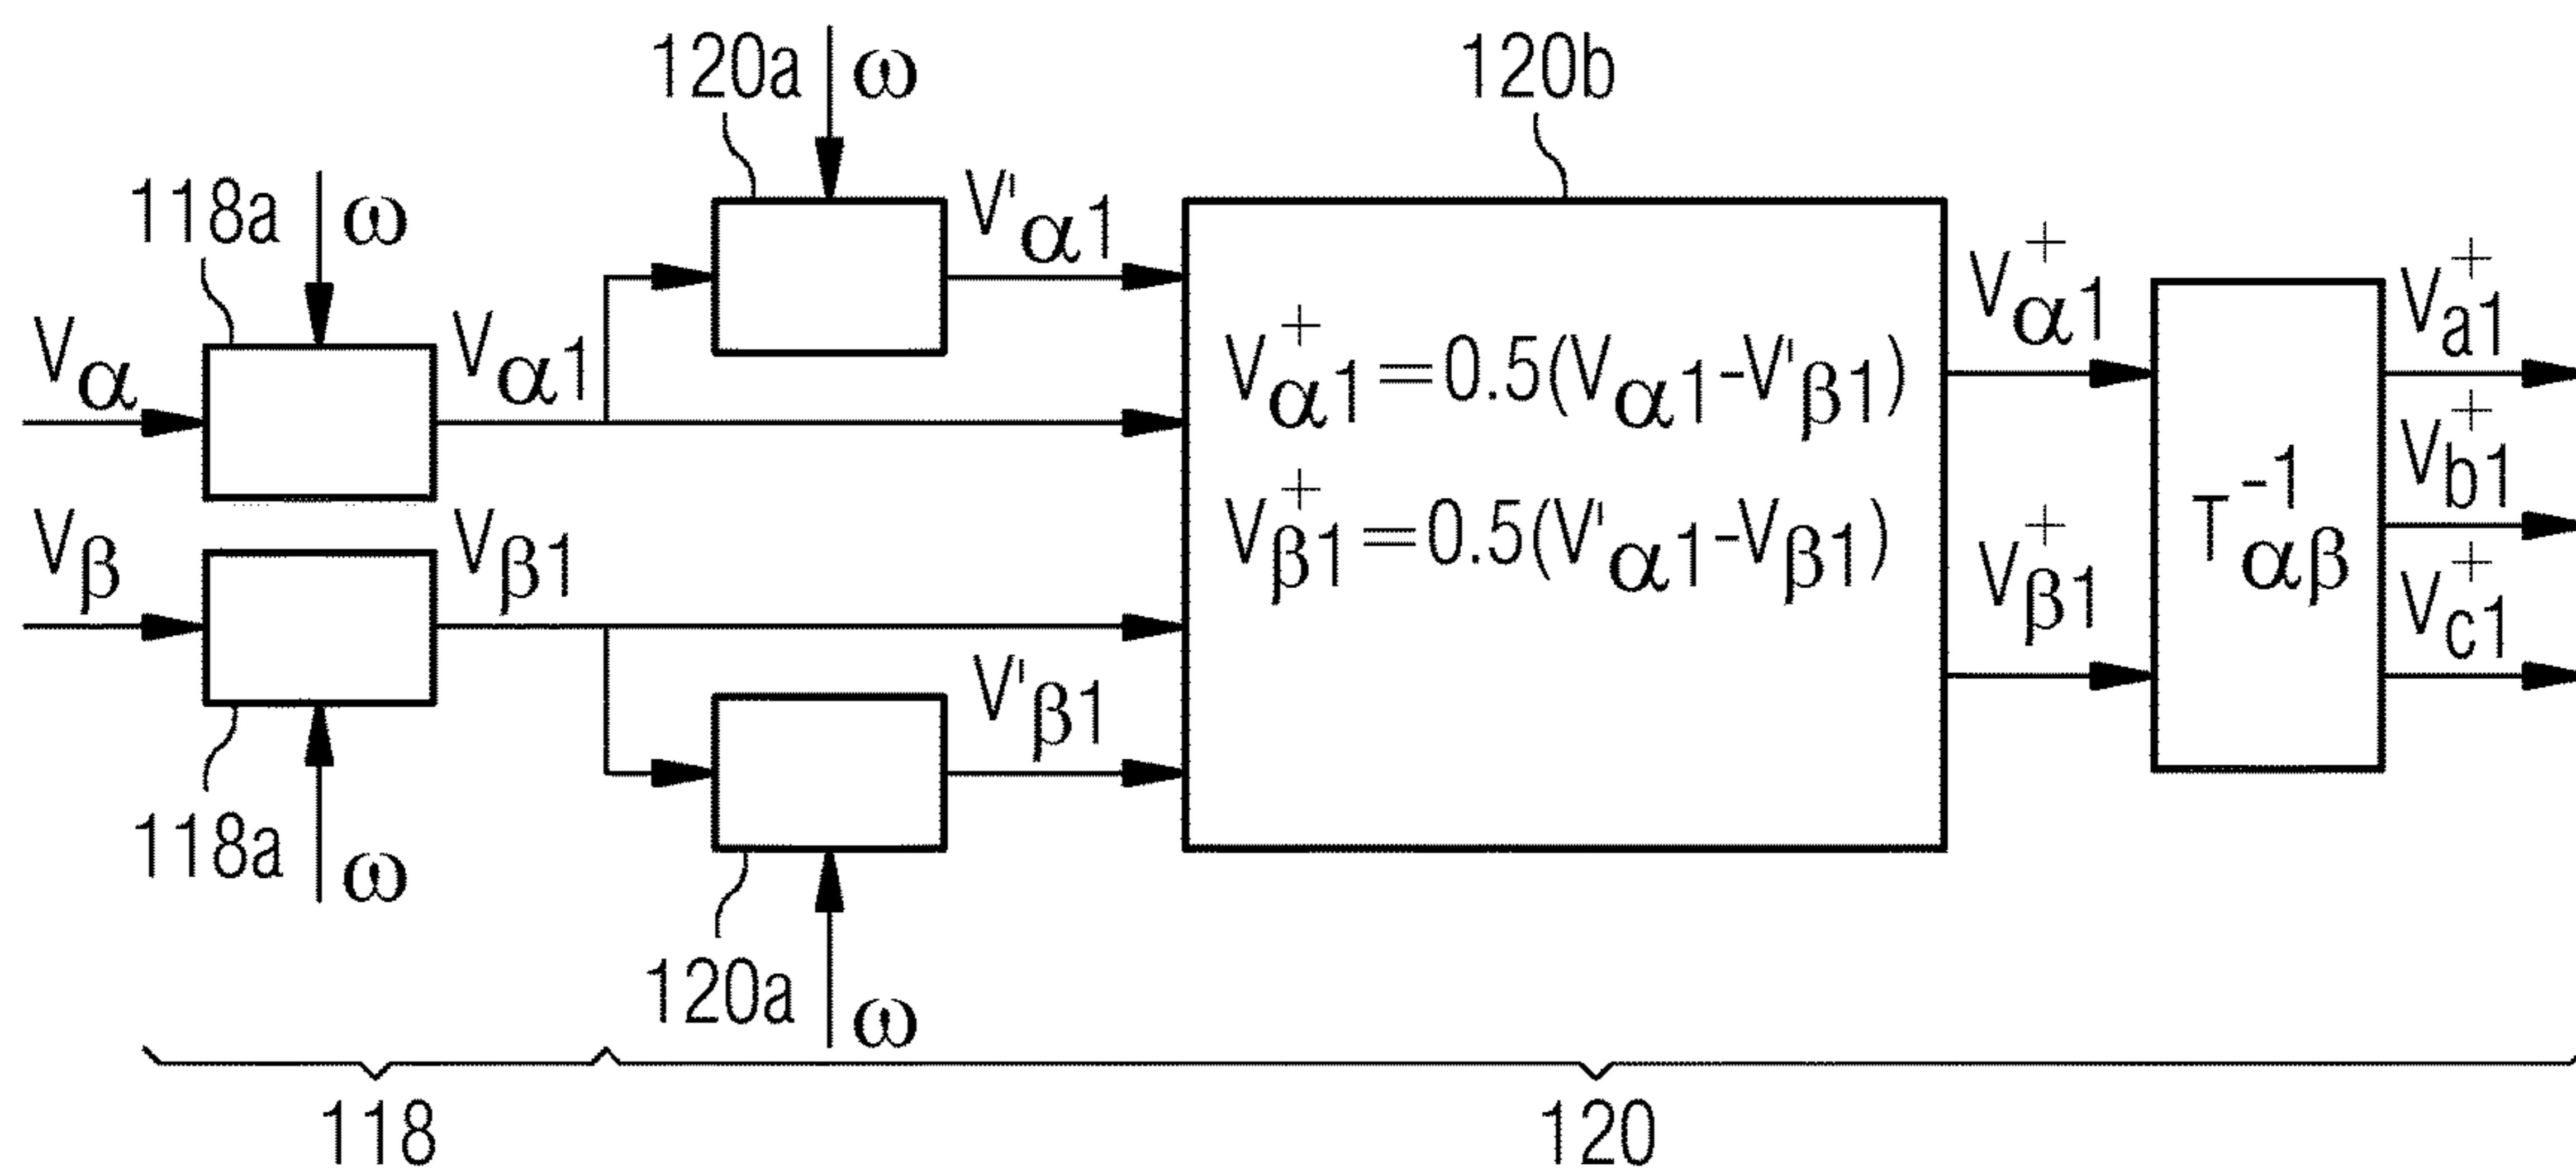 120a ω
120b
118a ω
V'α1
Vα
Vα1
V⁺α1=0.5(Vα1-V'β1)
V⁺β1=0.5(V'α1-Vβ1)
V⁺α1
V⁺a1
V⁺b1
V⁺c1
T⁻¹αβ
Vβ
Vβ1
V⁺β1
V'β1
118a ω
120a ω
118
120